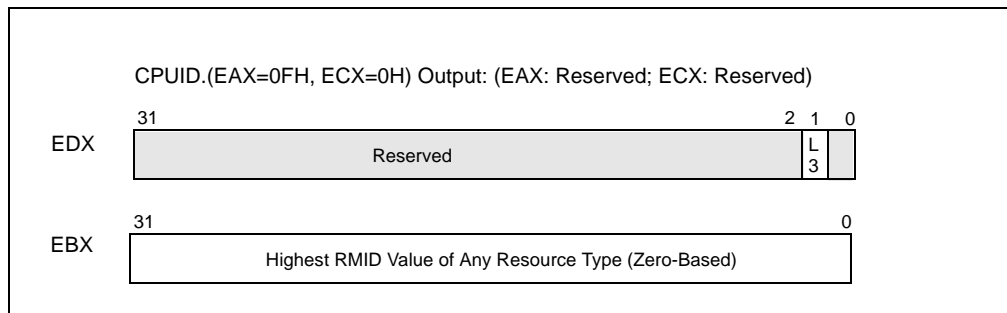 CPUID.(EAX=0FH, ECX=0H) Output: (EAX: Reserved; ECX: Reserved)
31 2 1 0
EDX Reserved L3
31 0
EBX Highest RMID Value of Any Resource Type (Zero-Based)